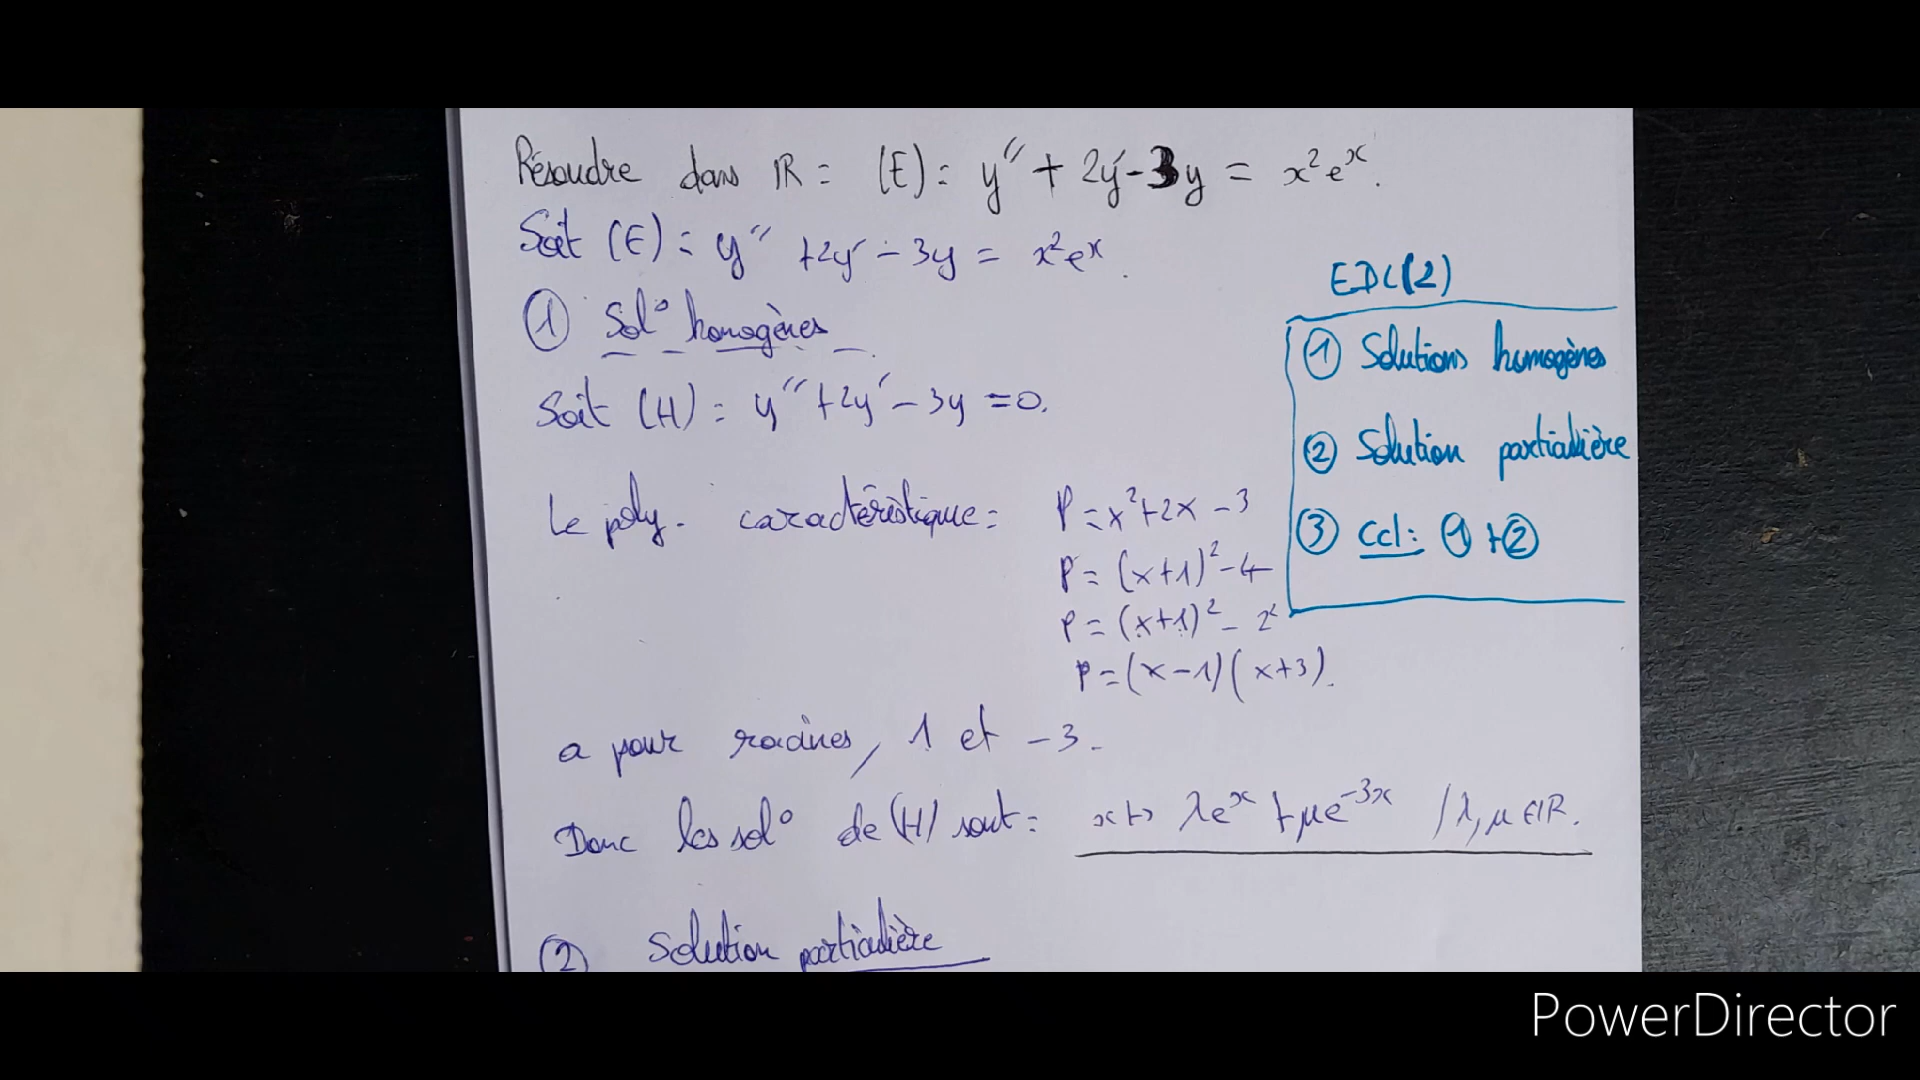 Résoudre dans ℝ : (E) : y'' + 2y' - 3y = x²eˣ.
Soit (E) : y'' + 2y' - 3y = x²eˣ.
① Sol° homogènes
Soit (H) : y'' + 2y' - 3y = 0.
Le poly. caractéristique : P = x² + 2x - 3
P = (x+1)² - 4
P = (x+1)² - 2²
P = (x-1)(x+3).
a pour racines, 1 et -3.
Donc les sol° de (H) sont : x ↦ λeˣ + μe⁻³ˣ / λ, μ ∈ ℝ.
② Solution particulière
EDL(2)
① Solutions homogènes
② Solution particulière
③ Ccl : ① + ②
PowerDirector